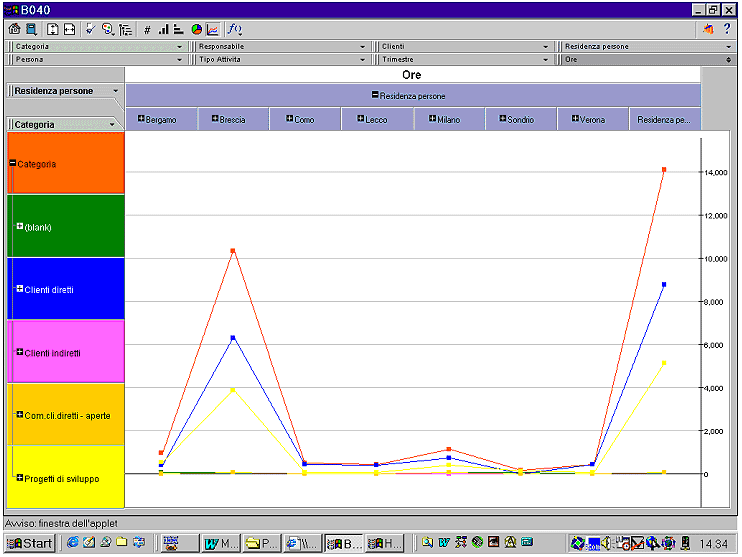 B040
# fQ ?
Categoria Responsabile Clienti Residenza persone
Persona Tipo Attivita Trimestre Ore
Ore
Residenza persone
Residenza persone
Categoria
Bergamo Brescia Como Lecco Milano Sondrio Verona Residenza pe...
Categoria
(blank)
Clienti diretti
Clienti indiretti
Com.cli.diretti - aperte
Progetti di sviluppo
14,000
12,000
10,000
8,000
6,000
4,000
2,000
0
Avviso: finestra dell'applet
Start M... P... \\... B... H... 14.34